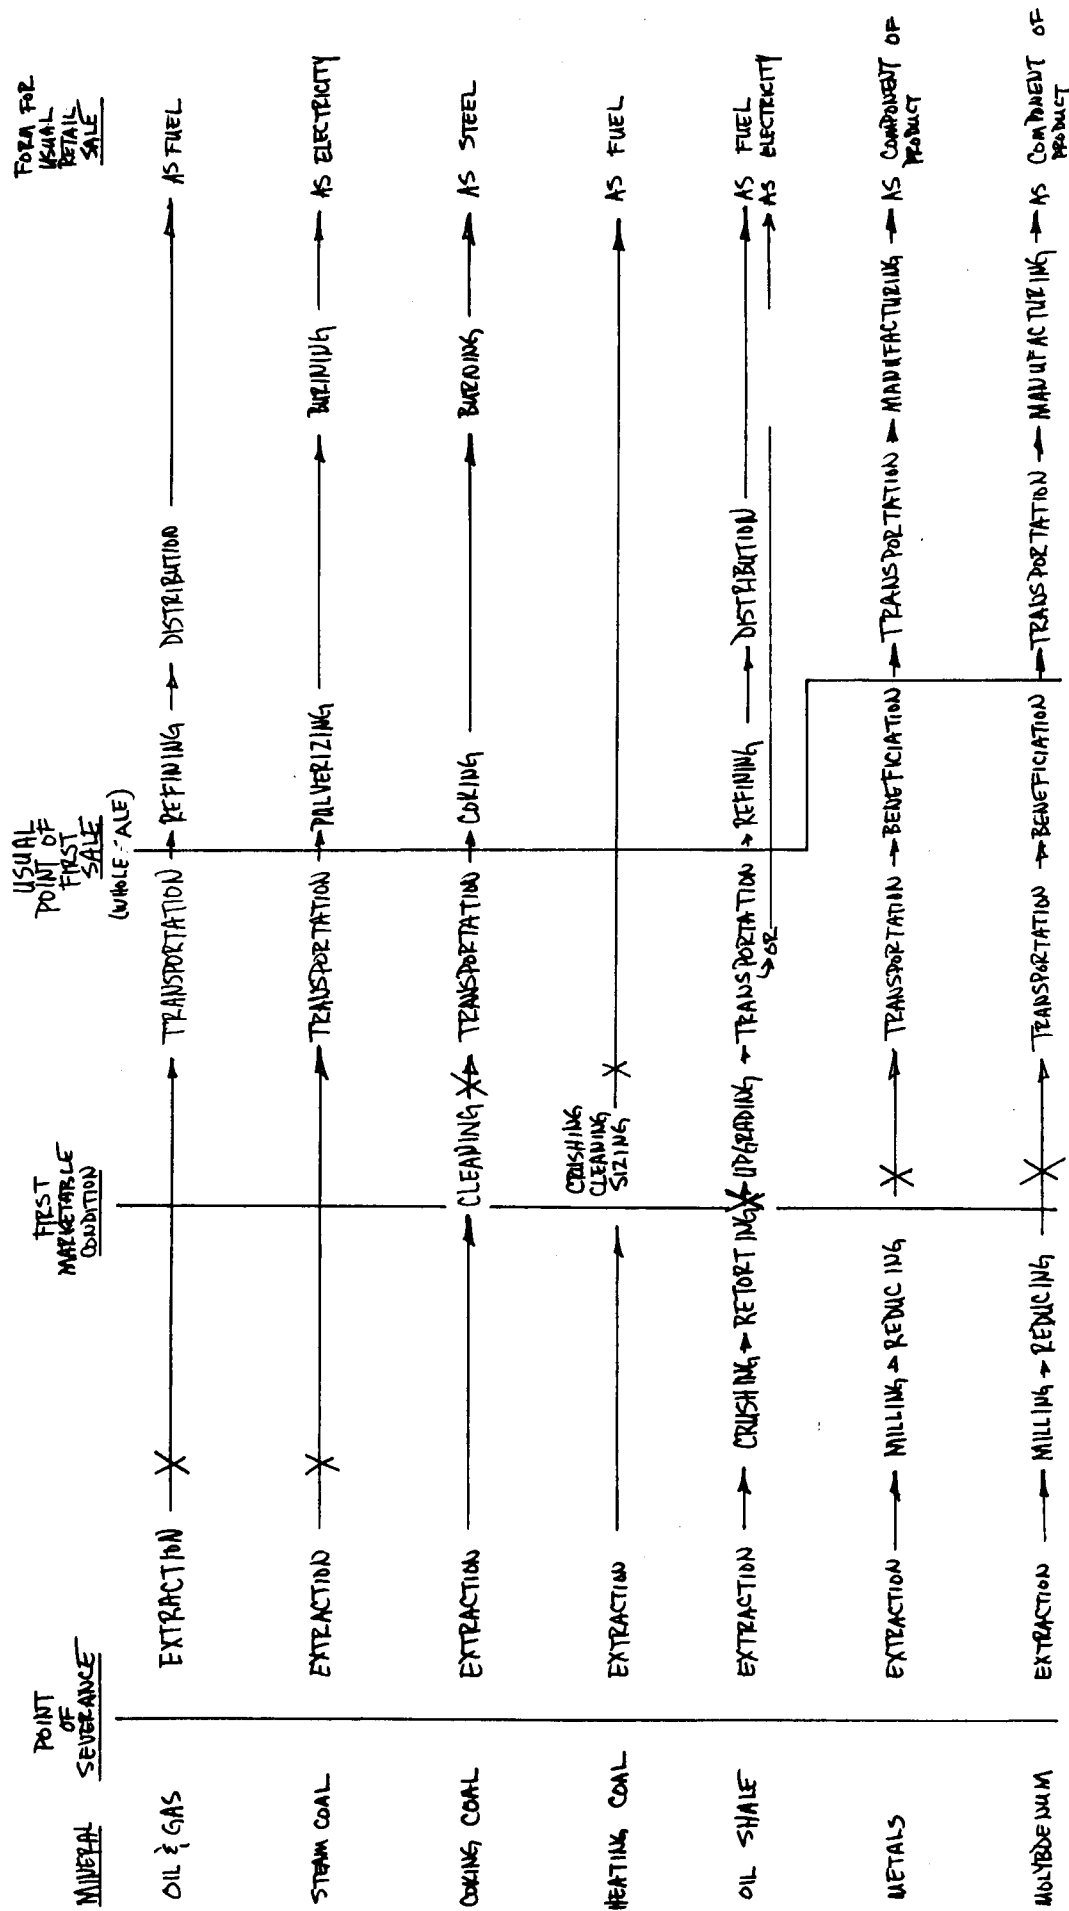 MINERAL
POINT
OF
SEVERANCE
FIRST
MARKETABLE
CONDITION
USUAL
POINT OF
FIRST
SALE
(WHOLE-ALE)
FORM FOR
USUAL
RETAIL
SALE
OIL & GAS EXTRACTION TRANSPORTATION REFINING DISTRIBUTION AS FUEL
STEAM COAL EXTRACTION TRANSPORTATION PULVERIZING BURINING AS ELECTRICITY
COKING COAL EXTRACTION CLEANING TRANSPORTATION COKING BURNING AS STEEL
HEATING COAL EXTRACTION
CRUSHING
CLEANING
SIZING
AS FUEL
OIL SHALE EXTRACTION CRUSHING RETORTING UPGRADING TRANSPORTATION REFINING DISTRIBUTION AS FUEL
OR AS ELECTRICITY
METALS EXTRACTION MILLING REDUCING TRANSPORTATION BENEFICIATION TRANSPORTATION MANUFACTURING AS COMPONENT OF
PRODUCT
MOLYBDENUM EXTRACTION MILLING REDUCING TRANSPORTATION BENEFICIATION TRANSPORTATION MANUFACTURING AS COMPONENT OF
PRODUCT